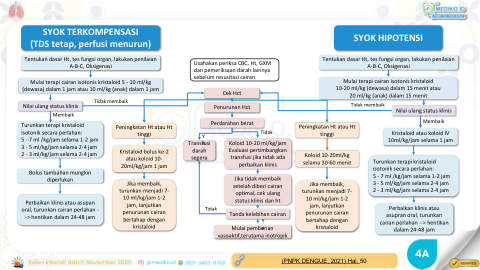 MEDIKO.ID
SYOK TERKOMPENSASI
(TDS tetap, perfusi menurun)
Tentukan dasar Ht, tes fungsi organ, lakukan penilaian
A-B-C, Oksigenasi
Mulai terapi cairan isotonis kristaloid 5 - 10 ml/kg
(dewasa) dalam 1 jam atau 10 ml/kg (anak) dalam 1 jam
Nilai ulang status klinis
Tidak membaik
Membaik
Turunkan terapi kristaloid
isotonik secara perlahan:
5 - 7 ml /kg/jam selama 1-2 jam
3 - 5 ml/kg/jam selama 2-4 jam
2 - 3 ml/kg/jam selama 2-4 jam
Bolus tambahan mungkin
diperlukan
Perbaikan klinis atau asupan
oral, turunkan cairan perlahan -
-> hentikan dalam 24-48 jam
Peningkatan Ht atau Ht
tinggi
Kristaloid bolus ke 2
atau koloid 10-
20ml/kg/jam 1 jam
Jika membaik,
turunkan menjadi 7-
10 ml/kg/jam 1-2
jam, lanjutkan
penurunan cairan
bertahap dengan
kristaloid
Usahakan periksa CBC, Ht, GXM
dan pemeriksaan darah lainnya
sebelum resusitasi cairan
Cek Hct
Penurunan Hct
Perdarahan berat
Y
Tidak
Transfusi
darah
segera
Koloid 10-20 ml/kg/jam
Evaluasi pertimbangkan
transfusi jika tidak ada
perbaikan klinis
Jika tidak membaik
setelah diberi cairan
optimal, cek ulang
status klinis dan ht
Tidak
Tanda kelebihan cairan
Mulai pemberian
vasoaktif,terutama inotropik
SYOK HIPOTENSI
Tentukan dasar Ht, tes fungsi organ, lakukan penilaian
A-B-C, Oksigenasi
Mulai terapi cairan isotonik kristaloid
10-20 ml/kg (dewasa) dalam 15 menit atau
20 ml/kg (anak) dalam 15 menit
Tidak membaik
Nilai ulang status klinis
Membaik
Peningkatan Ht atau Ht
tinggi
Koloid 10-20ml/kg
selama 30-60 menit
Jika membaik,
turunkan menjadi 7-
10 ml/kg/jam 1-2
jam, lanjutkan
penurunan cairan
bertahap dengan
kristaloid
Kristaloid atau koloid IV
10ml/kg/jam selama 1 jam
Turunkan terapi kristaloid
isotonik secara perlahan:
5 - 7 ml /kg/jam selama 1-2 jam
3 - 5 ml/kg/jam selama 2-4 jam
2 - 3 ml/kg/jam selama 2-4 jam
Perbaikan klinis atau
asupan oral, turunkan
cairan perlahan --> hentikan
dalam 24-48 jam
4A
(PNPK DENGUE, 2021) Hal. 50